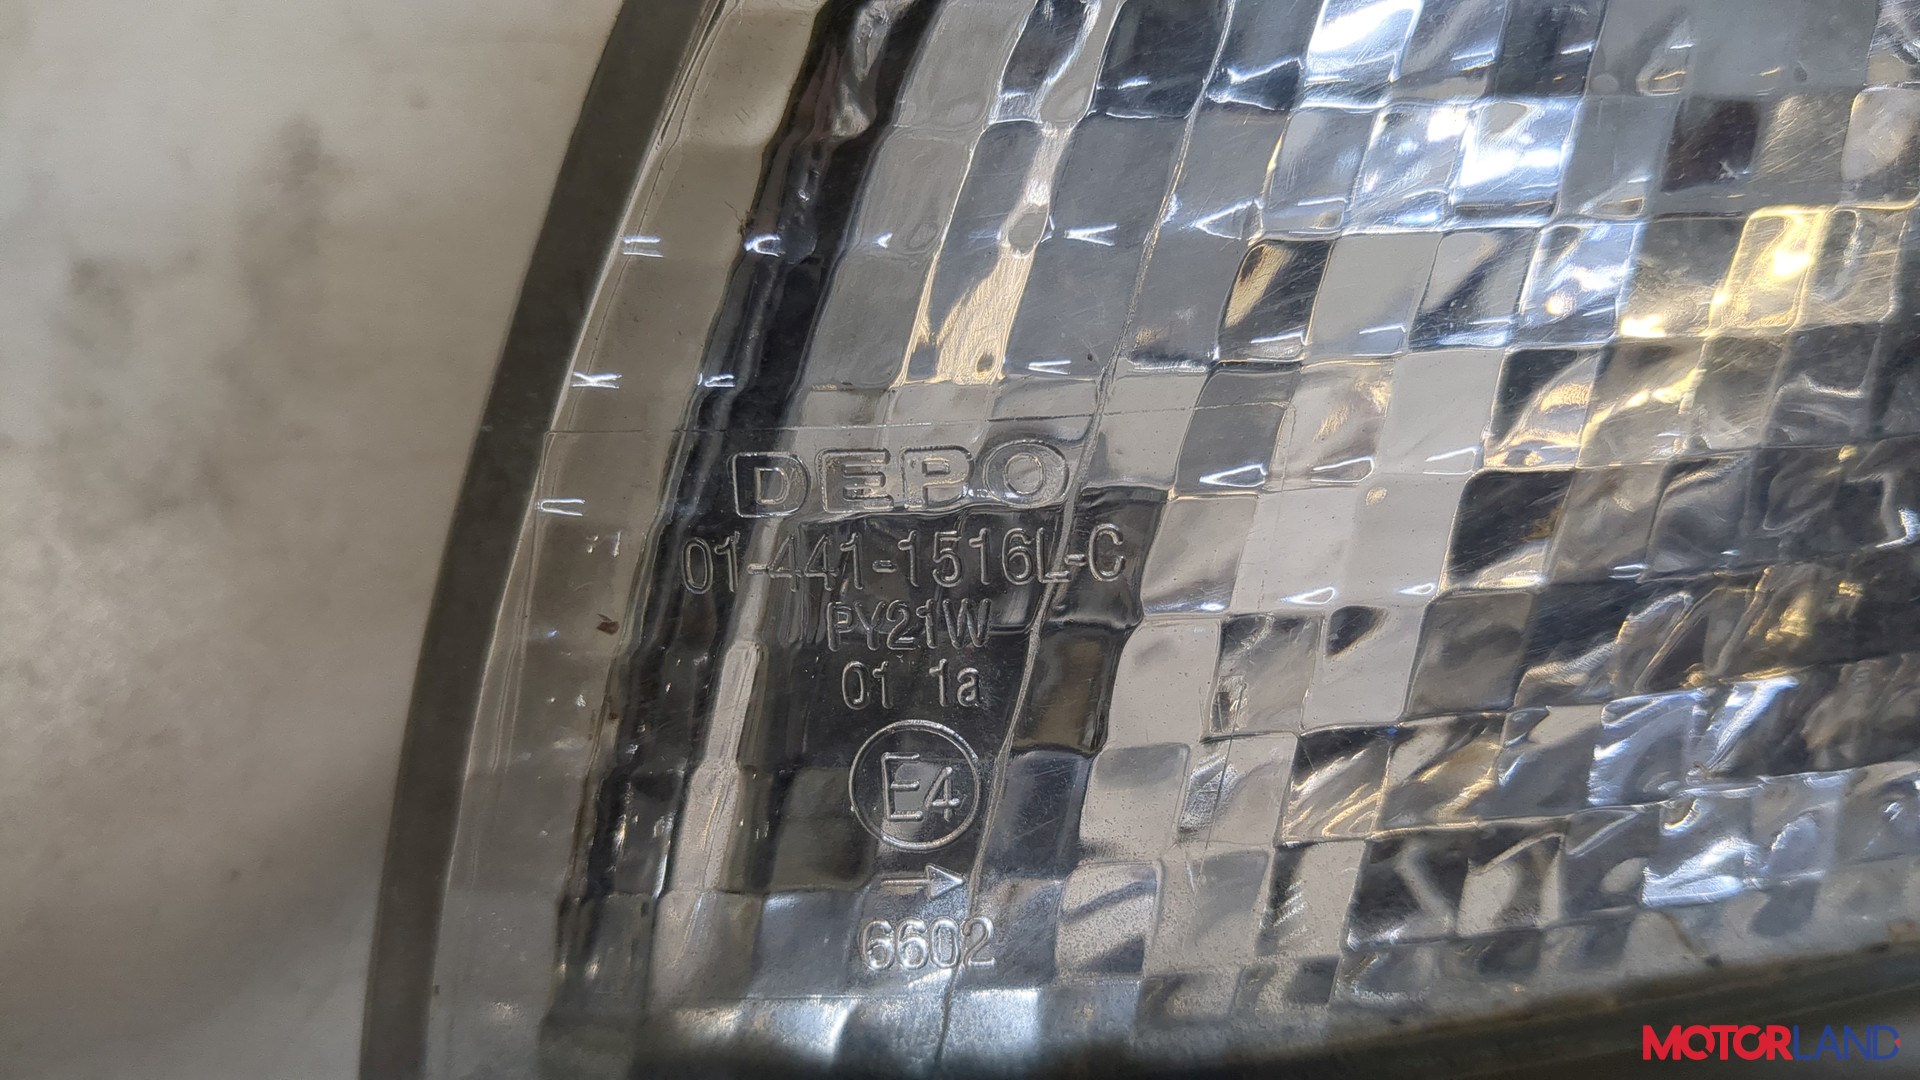 DEPO
01-441-1516L-C
PY21W
01 1a
E4
→
6602
MOTORLAND